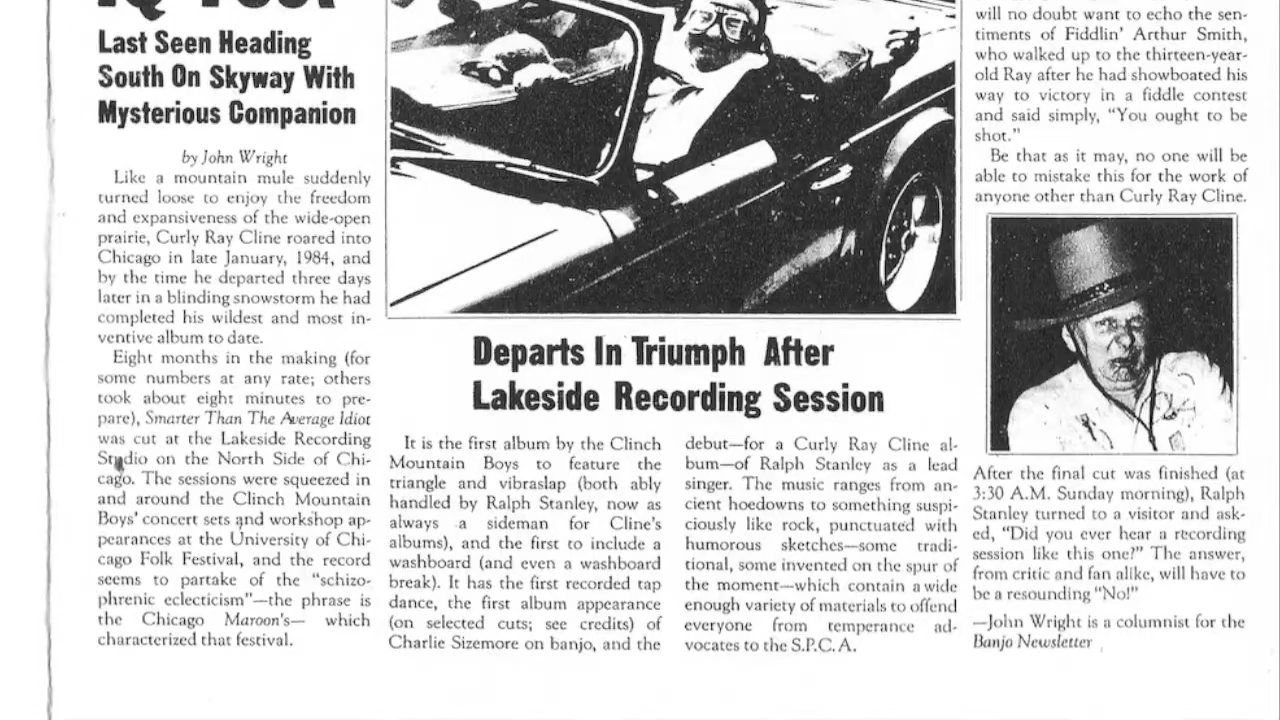 Last Seen Heading
South On Skyway With
Mysterious Companion
by John Wright
Like a mountain mule suddenly
turned loose to enjoy the freedom
and expansiveness of the wide-open
prairie, Curly Ray Cline roared into
Chicago in late January, 1984, and
by the time he departed three days
later in a blinding snowstorm he had
completed his wildest and most in-
ventive album to date.
Eight months in the making (for
some numbers at any rate; others
took about eight minutes to pre-
pare), Smarter Than The Average Idiot
was cut at the Lakeside Recording
Studio on the North Side of Chi-
cago. The sessions were squeezed in
and around the Clinch Mountain
Boys' concert sets and workshop ap-
pearances at the University of Chi-
cago Folk Festival, and the record
seems to partake of the "schizo-
phrenic eclecticism"—the phrase is
the Chicago Maroon's— which
characterized that festival.
Departs In Triumph After
Lakeside Recording Session
It is the first album by the Clinch
Mountain Boys to feature the
triangle and vibraslap (both ably
handled by Ralph Stanley, now as
always a sideman for Cline's
albums), and the first to include a
washboard (and even a washboard
break). It has the first recorded tap
dance, the first album appearance
(on selected cuts; see credits) of
Charlie Sizemore on banjo, and the
debut—for a Curly Ray Cline al-
bum—of Ralph Stanley as a lead
singer. The music ranges from an-
cient hoedowns to something suspi-
ciously like rock, punctuated with
humorous sketches—some tradi-
tional, some invented on the spur of
the moment—which contain a wide
enough variety of materials to offend
everyone from temperance ad-
vocates to the S.P.C.A.
will no doubt want to echo the sen-
timents of Fiddlin' Arthur Smith,
who walked up to the thirteen-year-
old Ray after he had showboated his
way to victory in a fiddle contest
and said simply, "You ought to be
shot."
Be that as it may, no one will be
able to mistake this for the work of
anyone other than Curly Ray Cline.
After the final cut was finished (at
3:30 A.M. Sunday morning), Ralph
Stanley turned to a visitor and ask-
ed, "Did you ever hear a recording
session like this one?" The answer,
from critic and fan alike, will have to
be a resounding "No!"
—John Wright is a columnist for the
Banjo Newsletter